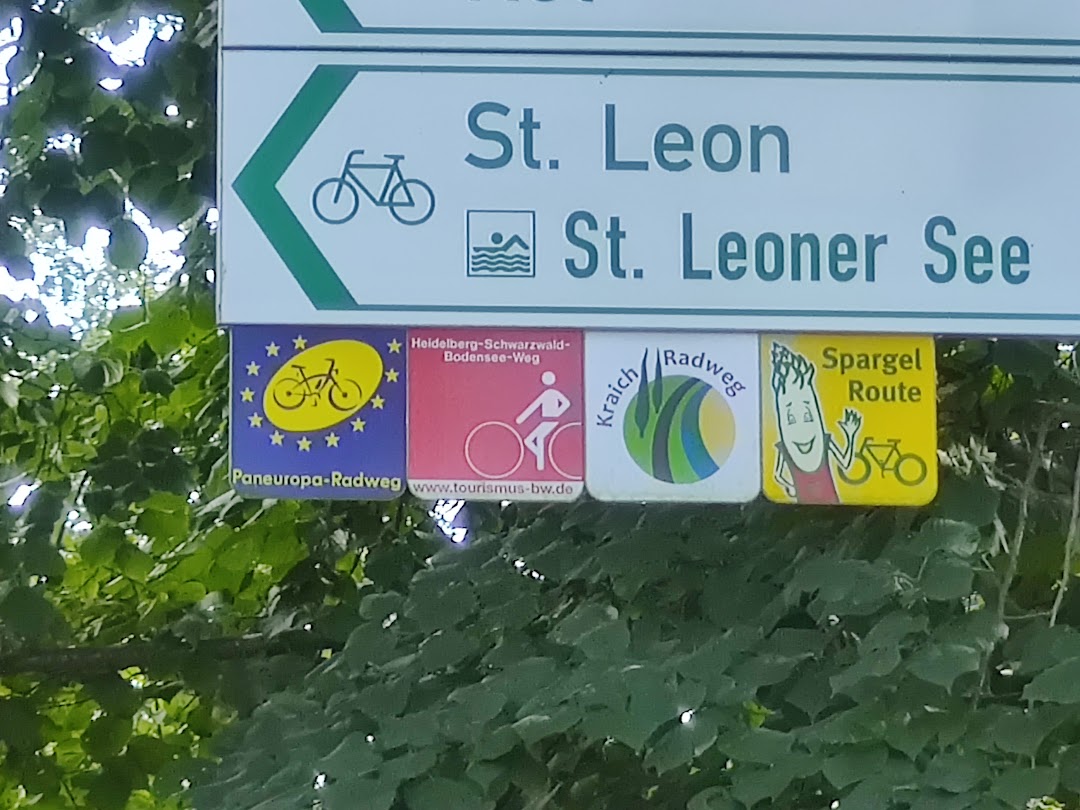 St. Leon
St. Leoner See
Paneuropa-Radweg
Heidelberg-Schwarzwald-
Bodensee-Weg
www.tourismus-bw.de
Kraich Radweg
Spargel
Route